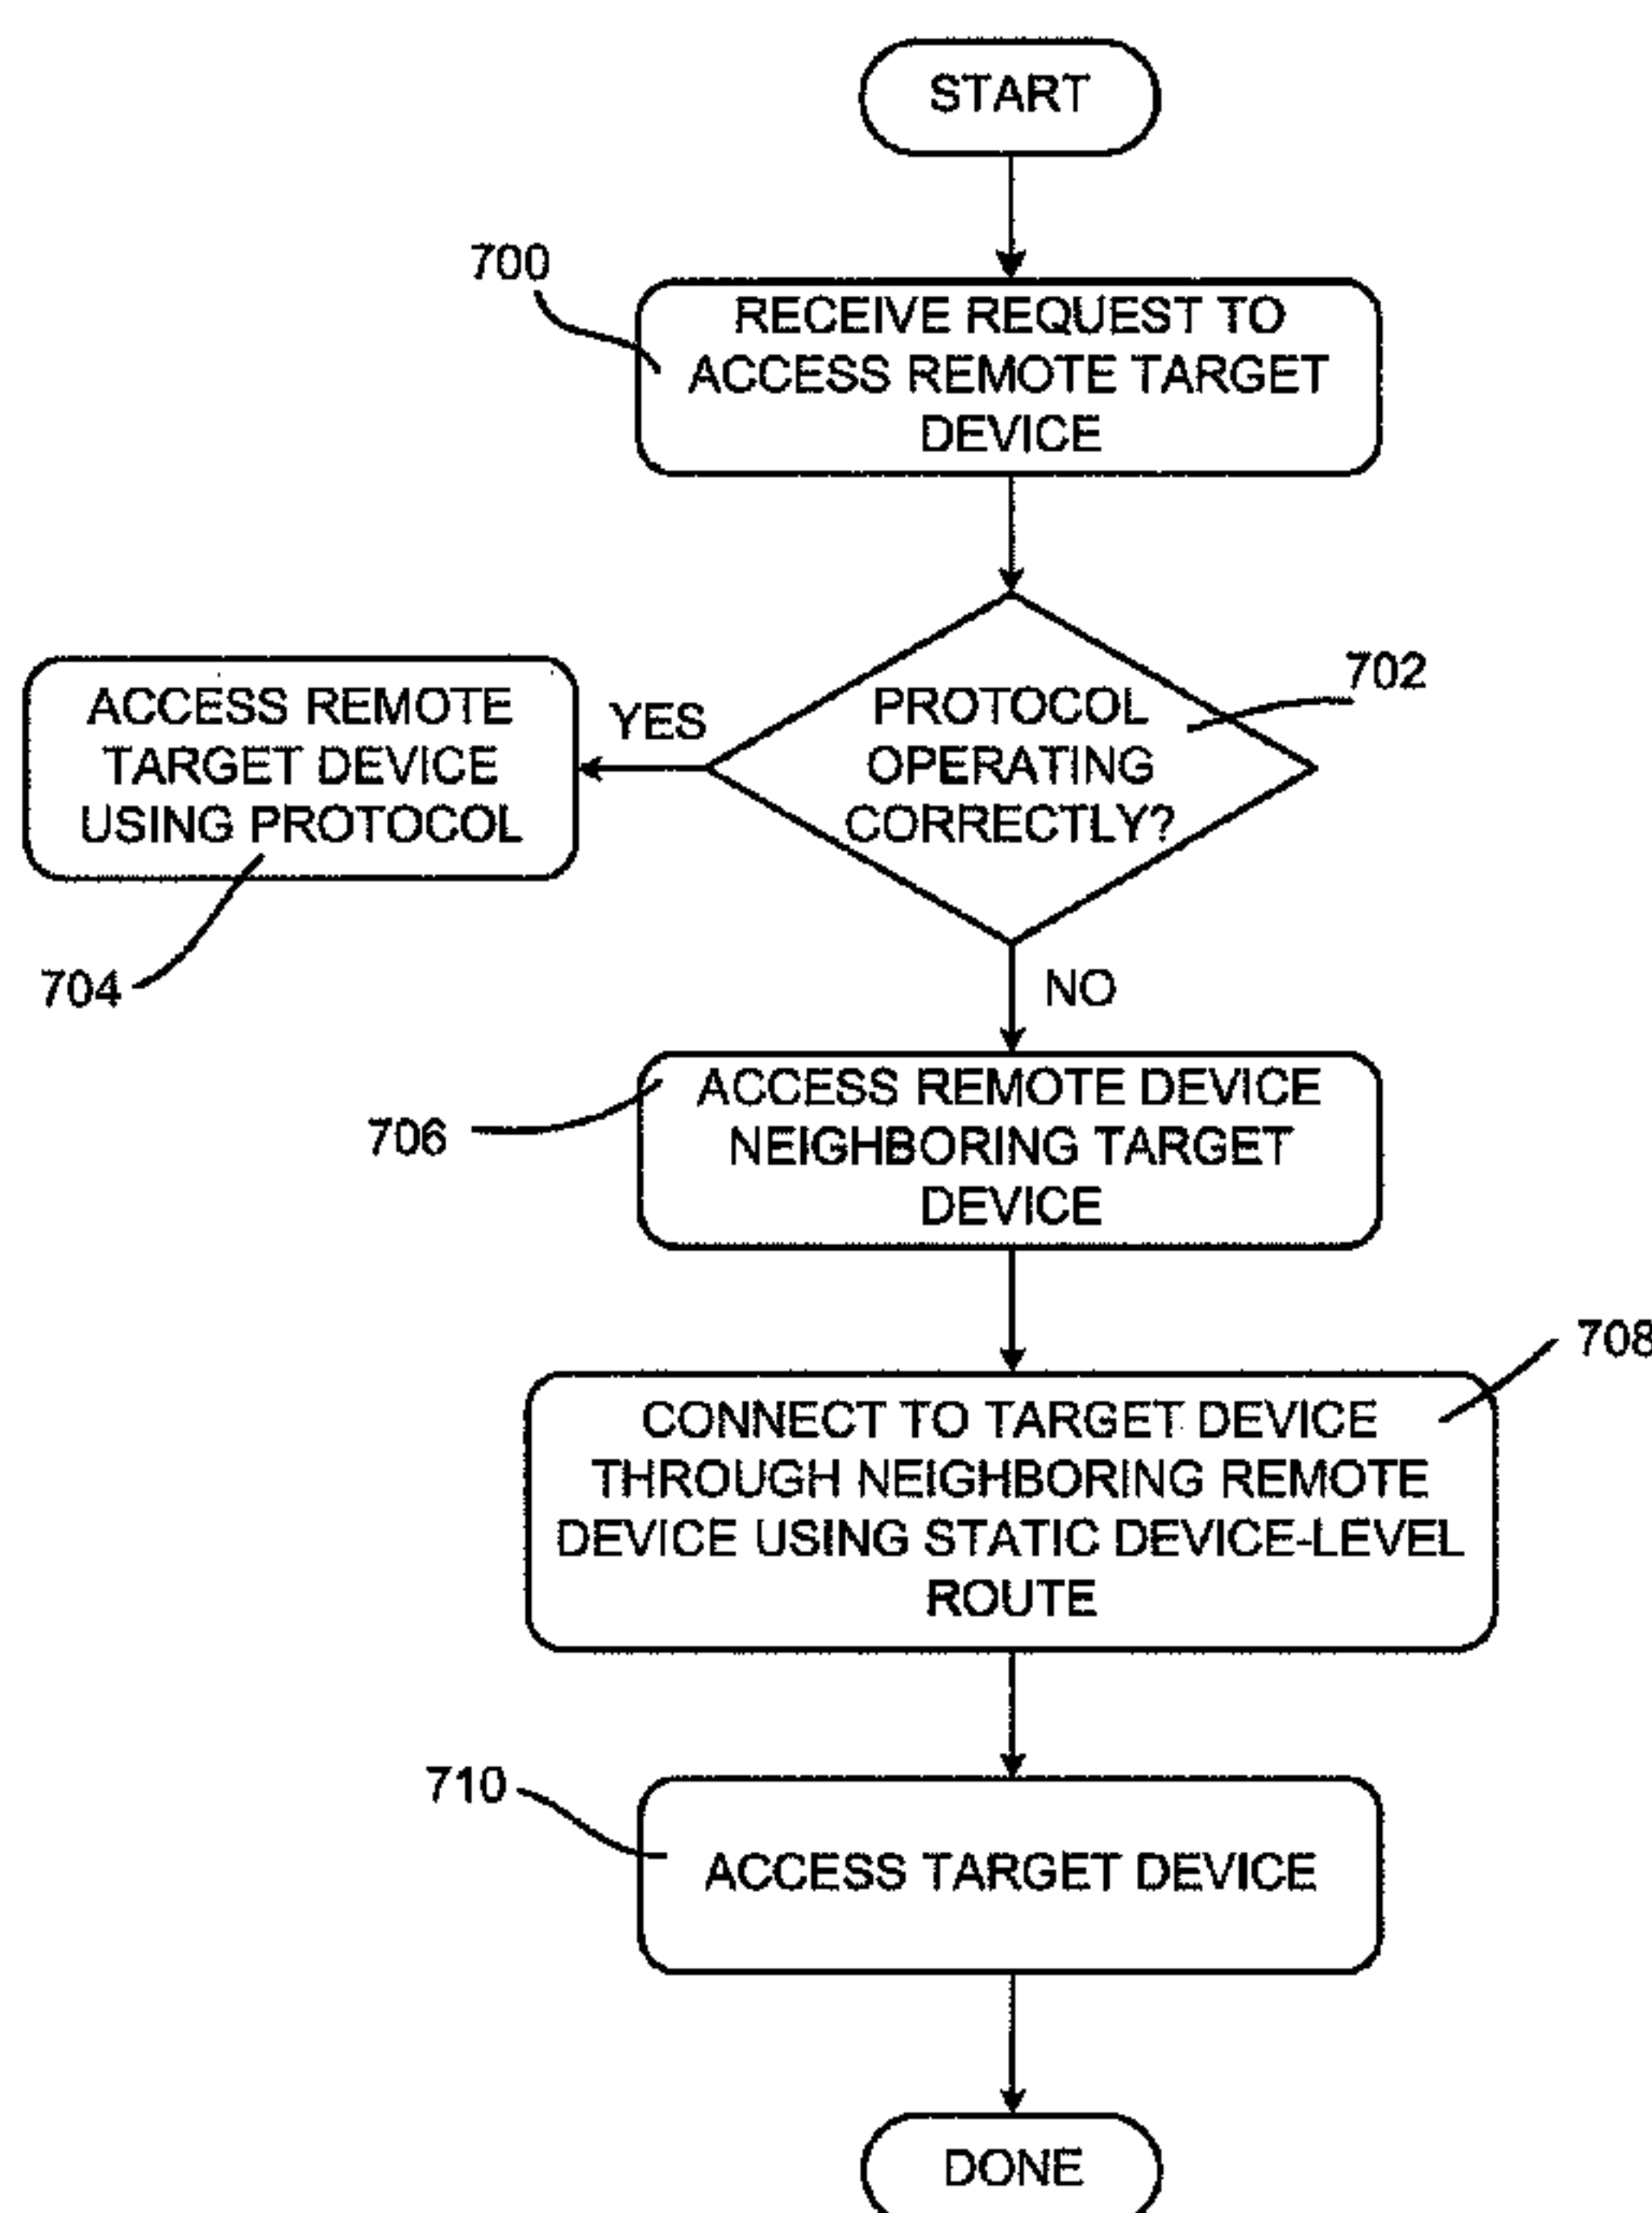 START
700
RECEIVE REQUEST TO
ACCESS REMOTE TARGET
DEVICE
702
PROTOCOL
OPERATING
CORRECTLY?
YES
ACCESS REMOTE
TARGET DEVICE
USING PROTOCOL
704
NO
706
ACCESS REMOTE DEVICE
NEIGHBORING TARGET
DEVICE
708
CONNECT TO TARGET DEVICE
THROUGH NEIGHBORING REMOTE
DEVICE USING STATIC DEVICE-LEVEL
ROUTE
710
ACCESS TARGET DEVICE
DONE